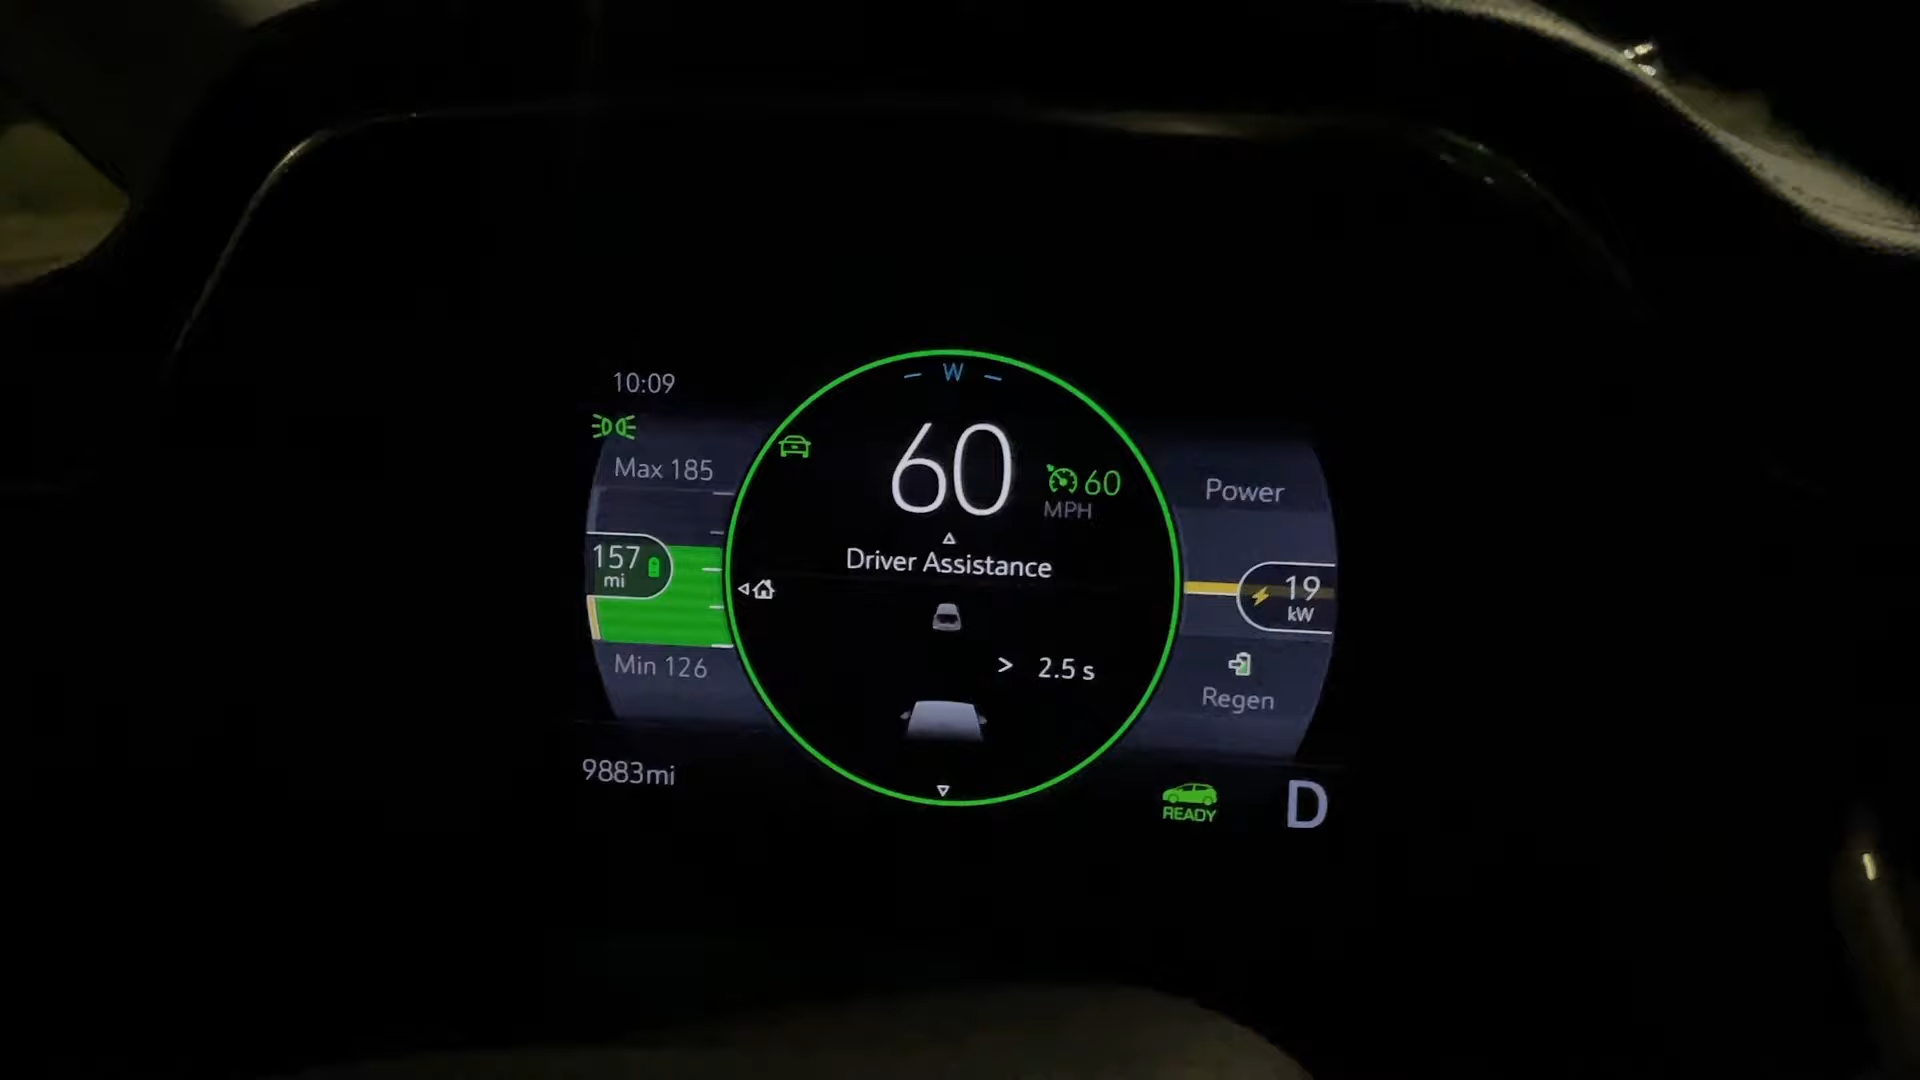 10:09
W
Max 185
60
60
MPH
Power
Driver Assistance
157
mi
19
kW
> 2.5 s
Min 126
Regen
9883mi
READY
D